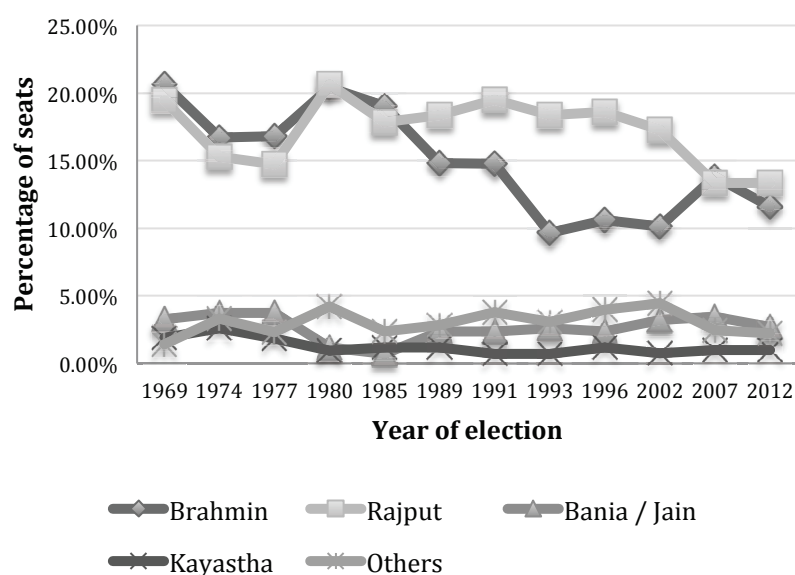 25.00%
20.00%
15.00%
10.00%
5.00%
0.00%
Percentage of seats
1969 1974 1977 1980 1985 1989 1991 1993 1996 2002 2007 2012
Year of election
Brahmin Rajput Bania / Jain
Kayastha Others